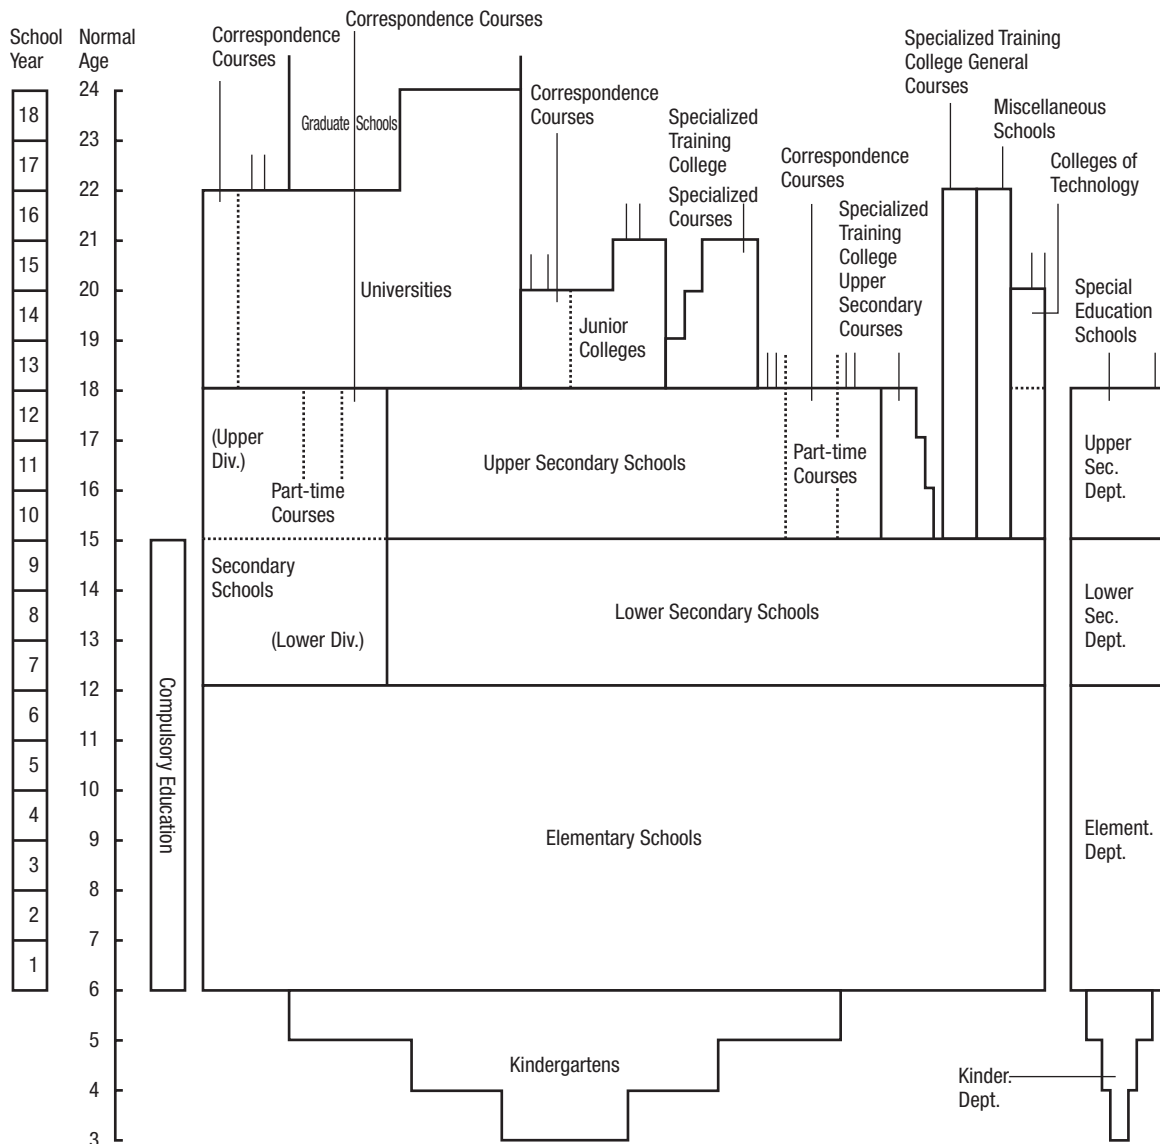 Correspondence Courses
School
Year
Normal
Age
Correspondence
Courses
Specialized Training
College General
Courses
24
18
Graduate Schools
Correspondence
Courses
Specialized
Training
College
Miscellaneous
Schools
23
17
Correspondence
Courses
Colleges of
Technology
22
16
Specialized
Courses
Specialized
Training
College
Upper
Secondary
Courses
21
15
20
Universities
Special
Education
Schools
14
Junior
Colleges
19
13
18
12
(Upper
Div.)
17
11
Upper Secondary Schools
Part-time
Courses
Upper
Sec.
Dept.
16
Part-time
Courses
10
15
9
Secondary
Schools
14
8
Lower Secondary Schools
Lower
Sec.
Dept.
13
(Lower Div.)
7
12
Compulsory Education
6
11
5
10
4
9
Elementary Schools
Element.
Dept.
3
8
2
7
1
6
5
Kindergartens
4
Kinder.
Dept.
3